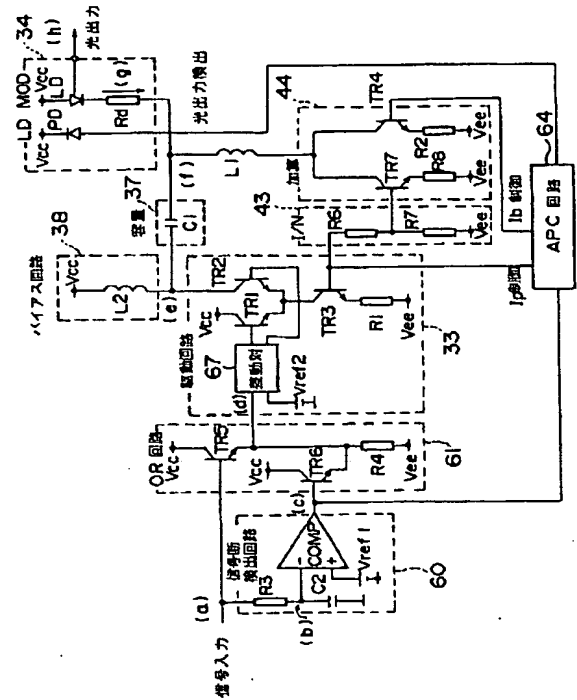 バイアス回路
38
Vcc
L2
(e)
容量
37
C1
LD MOD
34
Vcc
Vcc
PD
LD
Rd
(g)
(h)
光出力
光出力検出
(f)
L1
駆動回路
Vcc
67
差動対
(d)
Vref2
TR1
TR2
TR3
R1
Vee
33
43
I/N
R6
R7
Vee
加算
44
TR7
TR4
R8
R2
Vee
Vee
Ib 制御
Ip制御
64
APC 回路
OR回路
Vcc
TR5
Vcc
TR6
R4
Vee
61
(c)
信号断
検出回路
(a)
信号入力
R3
(b)
C2
COMP
-
+
Vref1
60